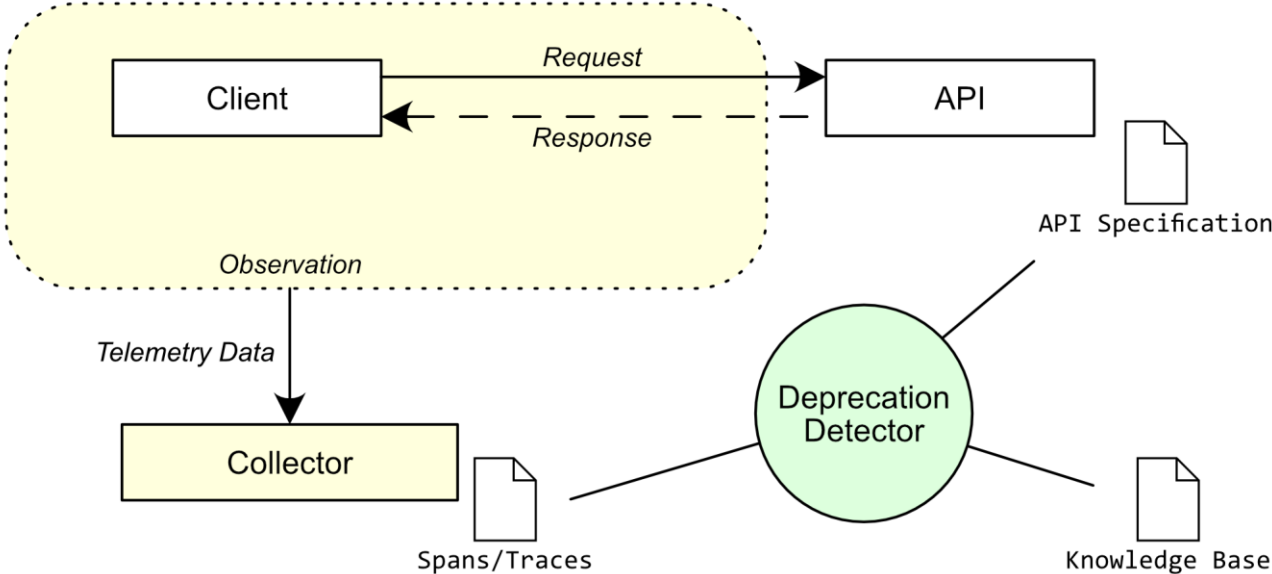 Request
Client
API
Response
API Specification
Observation
Telemetry Data
Deprecation
Detector
Collector
Spans/Traces
Knowledge Base